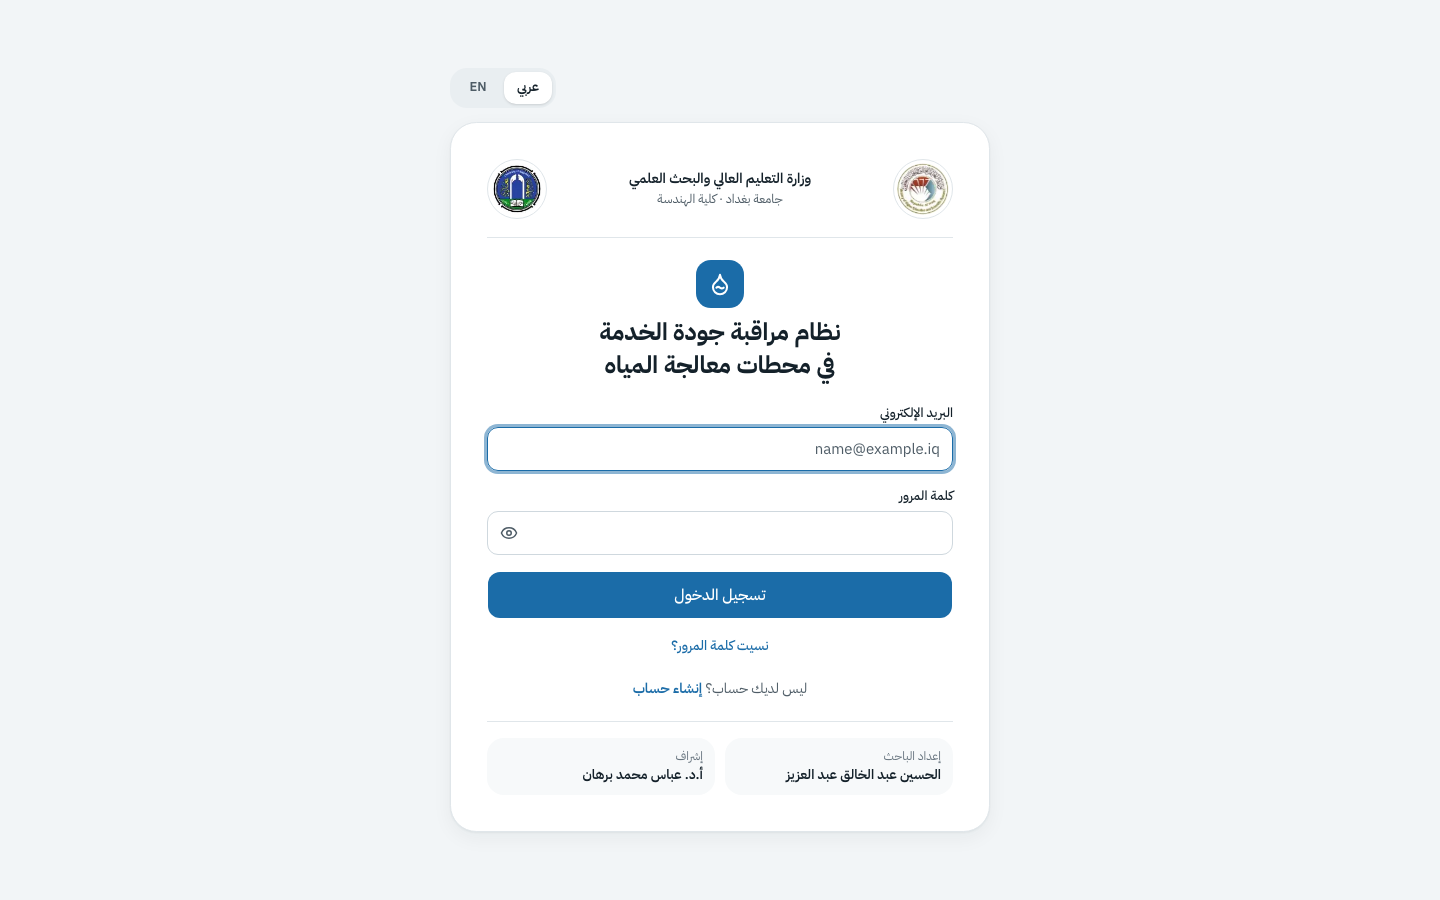 عربي
EN
وزارة التعليم العالي والبحث العلمي
جامعة بغداد · كلية الهندسة
نظام مراقبة جودة الخدمة
في محطات معالجة المياه
البريد الإلكتروني
name@example.iq
كلمة المرور
تسجيل الدخول
نسيت كلمة المرور؟
ليس لديك حساب؟ إنشاء حساب
إعداد الباحث
الحسين عبد الخالق عبد العزيز
إشراف
أ.د. عباس محمد برهان